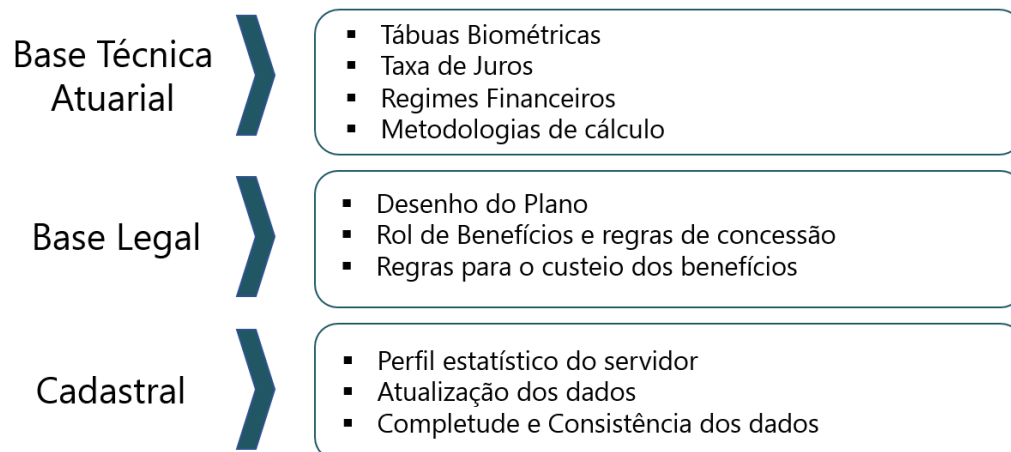 Base Técnica
Atuarial
▪ Tábuas Biométricas
▪ Taxa de Juros
▪ Regimes Financeiros
▪ Metodologias de cálculo
Base Legal
▪ Desenho do Plano
▪ Rol de Benefícios e regras de concessão
▪ Regras para o custeio dos benefícios
Cadastral
▪ Perfil estatístico do servidor
▪ Atualização dos dados
▪ Completude e Consistência dos dados